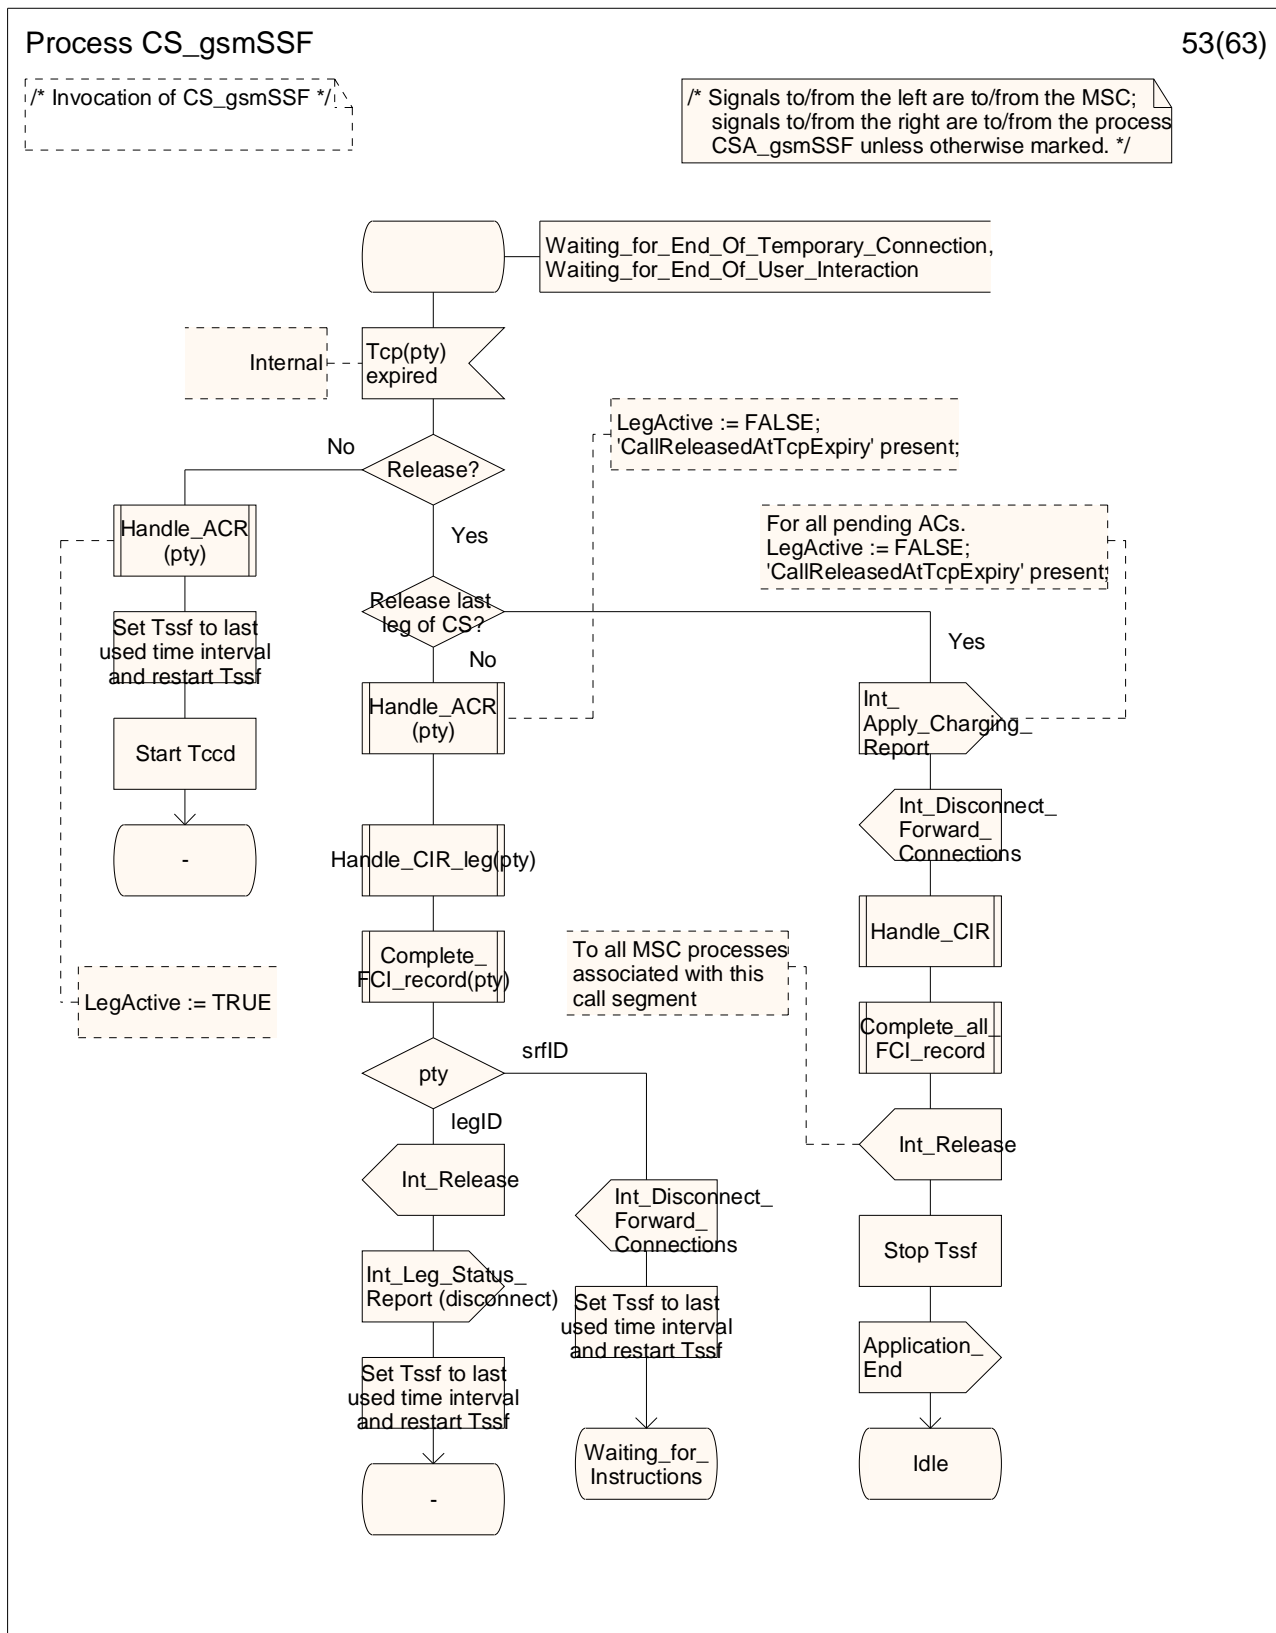 Process CS_gsmSSF
53(63)
/* Invocation of CS_gsmSSF */
/* Signals to/from the left are to/from the MSC;
signals to/from the right are to/from the process
CSA_gsmSSF unless otherwise marked. */
Waiting_for_End_Of_Temporary_Connection,
Waiting_for_End_Of_User_Interaction
Internal
Tcp(pty)
expired
LegActive := FALSE;
'CallReleasedAtTcpExpiry' present;
No
Release?
Yes
For all pending ACs.
LegActive := FALSE;
'CallReleasedAtTcpExpiry' present;
Handle_ACR
(pty)
Release last
leg of CS?
Yes
No
Set Tssf to last
used time interval
and restart Tssf
Handle_ACR
(pty)
Int_
Apply_Charging_
Report
Start Tccd
Int_Disconnect_
Forward_
Connections
-
Handle_CIR_leg(pty)
Handle_CIR
To all MSC processes
associated with this
call segment
Complete_
FCI_record(pty)
LegActive := TRUE
Complete_all_
FCI_record
srfID
pty
legID
Int_Release
Int_Release
Int_Disconnect_
Forward_
Connections
Stop Tssf
Int_Leg_Status_
Report (disconnect)
Set Tssf to last
used time interval
and restart Tssf
Application_
End
Set Tssf to last
used time interval
and restart Tssf
Waiting_for_
Instructions
Idle
-